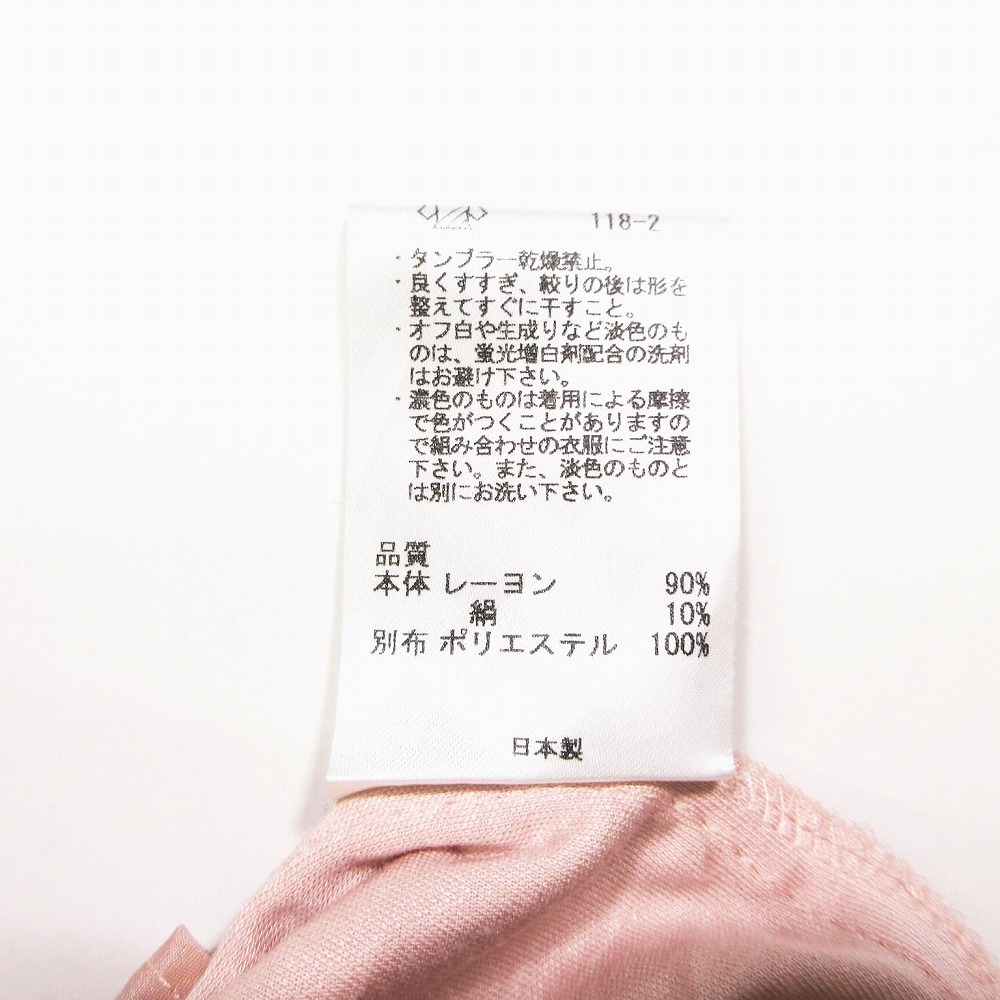 118-2
・タンブラー乾燥禁止。
・良くすすぎ、絞りの後は形を
整えてすぐに干すこと。
・オフ白や生成りなど淡色のも
のは、蛍光増白剤配合の洗剤
はお避け下さい。
・濃色のものは着用による摩擦
で色がつくことがありますの
で組み合わせの衣服にご注意
下さい。また、淡色のものと
は別にお洗い下さい。
品質
本体 レーヨン 90%
絹 10%
別布 ポリエステル 100%
日本製